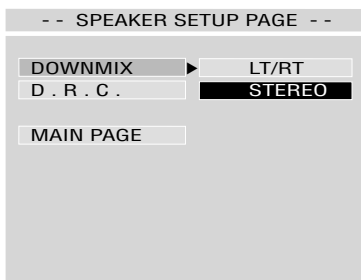 - - SPEAKER SETUP PAGE - -
DOWNMIX LT/RT
D . R . C . STEREO
MAIN PAGE